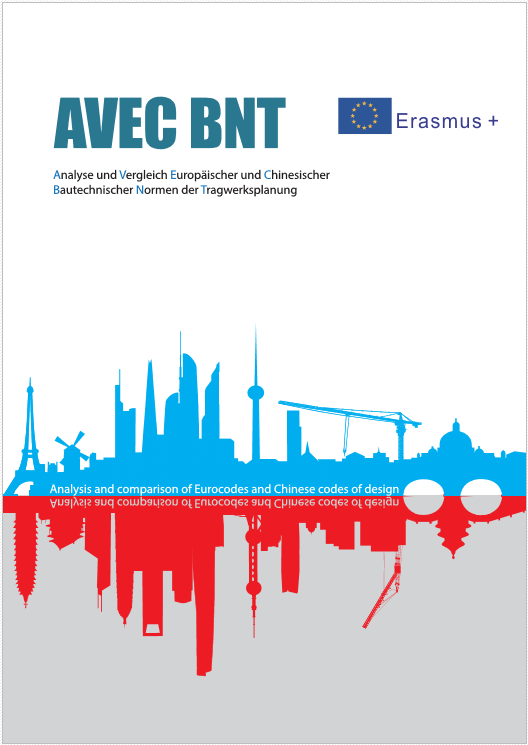 AVEC BNT
Erasmus +
Analyse und Vergleich Europäischer und Chinesischer
Bautechnischer Normen der Tragwerksplanung
Analysis and comparison of Eurocodes and Chinese codes of design
Analysis and comparison of Eurocodes and Chinese codes of design